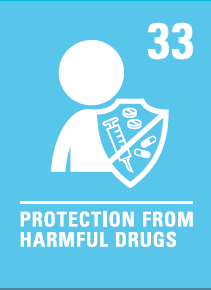 33
PROTECTION FROM
HARMFUL DRUGS